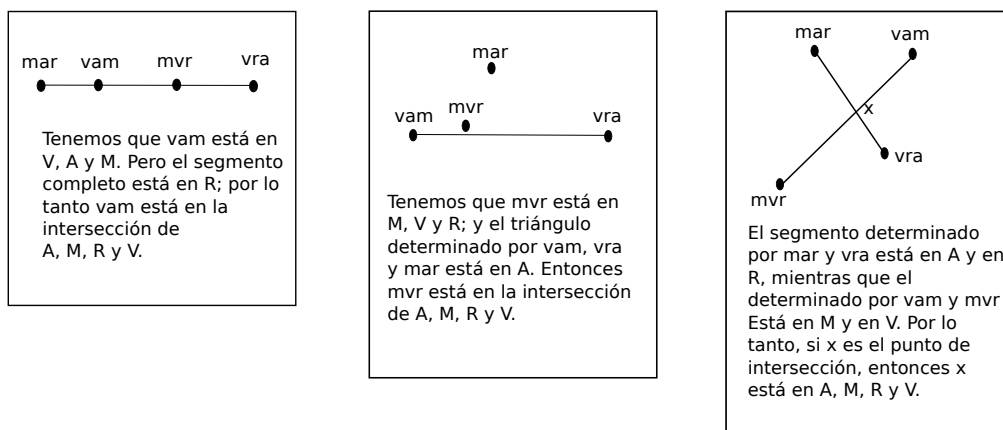 mar vam mvr vra
Tenemos que vam está en
V, A y M. Pero el segmento
completo está en R; por lo
tanto vam está en la
intersección de
A, M, R y V.
mar
mvr
vam vra
Tenemos que mvr está en
M, V y R; y el triángulo
determinado por vam, vra
y mar está en A. Entonces
mvr está en la intersección
de A, M, R y V.
mar vam
x
vra
mvr
El segmento determinado
por mar y vra está en A y en
R, mientras que el
determinado por vam y mvr
Está en M y en V. Por lo
tanto, si x es el punto de
intersección, entonces x
está en A, M, R y V.